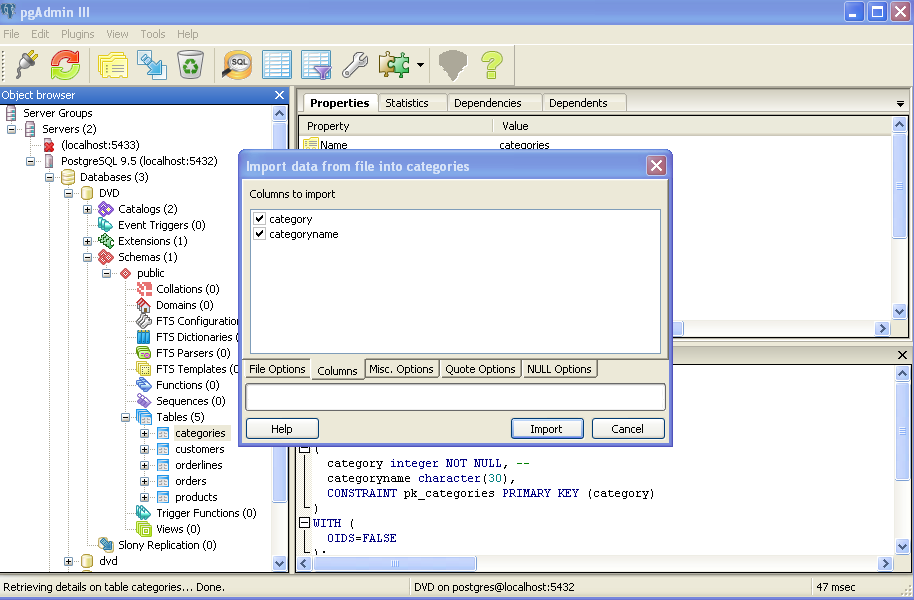 pgAdmin III
File Edit Plugins View Tools Help
SQL
Object browser
Server Groups
Servers (2)
(localhost:5433)
PostgreSQL 9.5 (localhost:5432)
Databases (3)
DVD
Catalogs (2)
Event Triggers (0)
Extensions (1)
Schemas (1)
public
Collations (0)
Domains (0)
FTS Configuration
FTS Dictionaries (
FTS Parsers (0)
FTS Templates (0
Functions (0)
Sequences (0)
Tables (5)
categories
customers
orderlines
orders
products
Trigger Functions (0)
Views (0)
Slony Replication (0)
dvd
Properties Statistics Dependencies Dependents
Property Value
Name categories
Import data from file into categories
Columns to import
category
categoryname
File Options Columns Misc. Options Quote Options NULL Options
Help Import Cancel
(
category integer NOT NULL, --
categoryname character(30),
CONSTRAINT pk_categories PRIMARY KEY (category)
)
WITH (
OIDS=FALSE
);
Retrieving details on table categories... Done. DVD on postgres@localhost:5432 47 msec